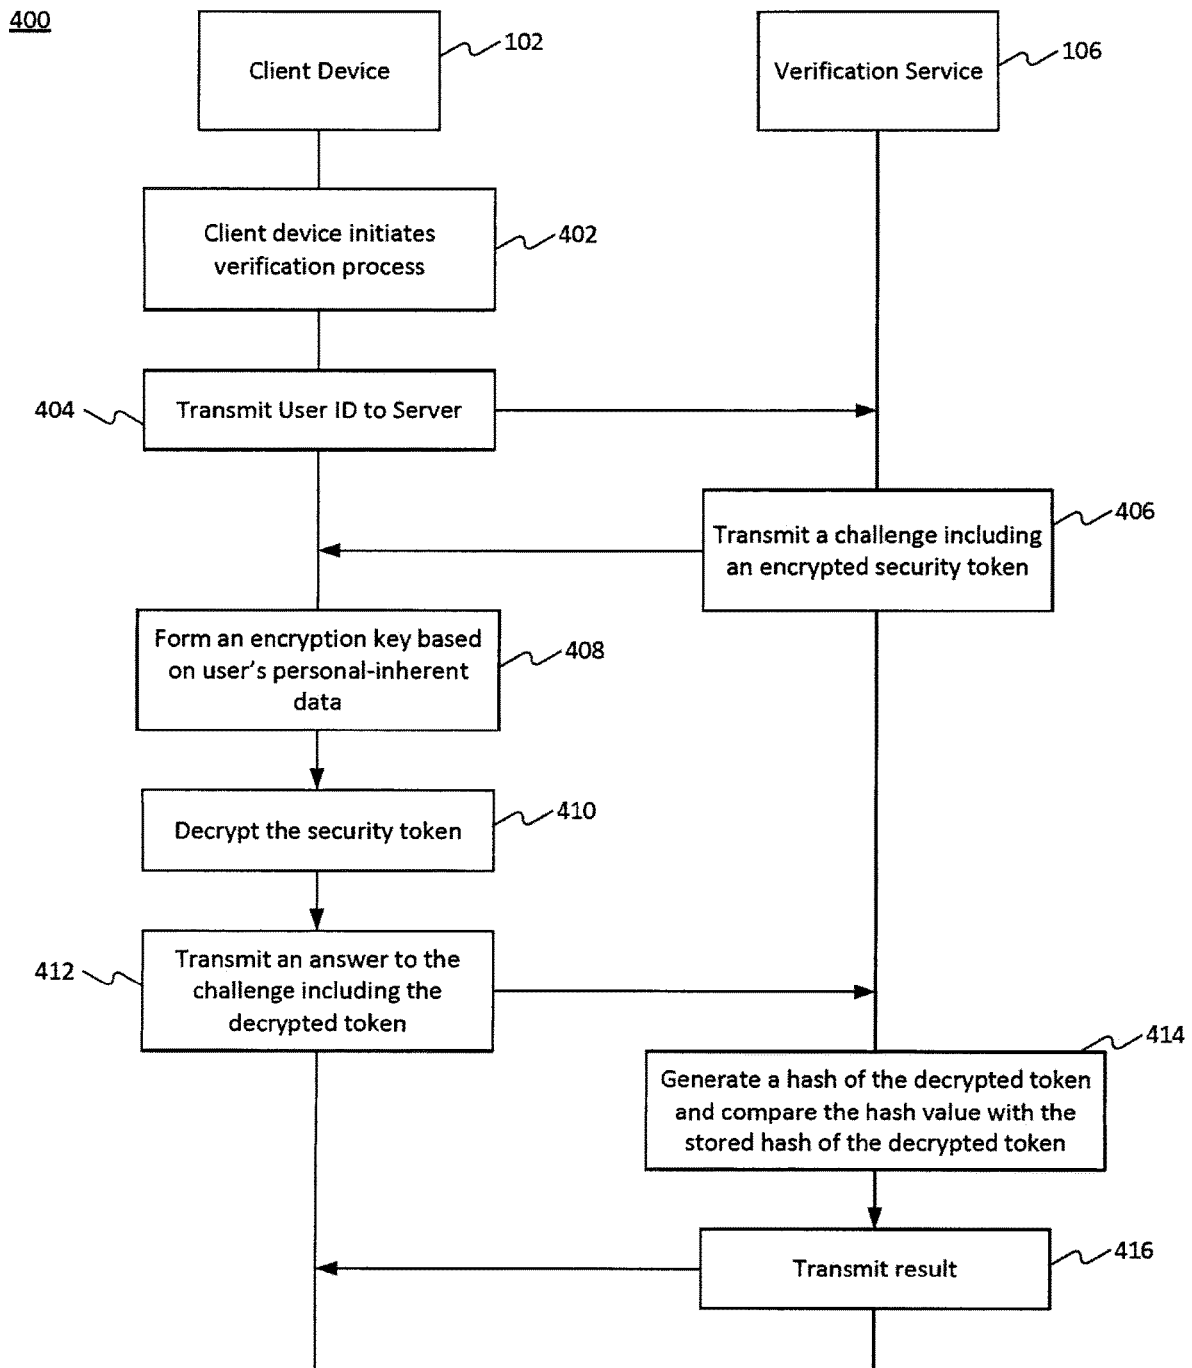 400
Client Device
102
Verification Service
106
Client device initiates
verification process
402
404
Transmit User ID to Server
Transmit a challenge including
an encrypted security token
406
Form an encryption key based
on user's personal-inherent
data
408
Decrypt the security token
410
412
Transmit an answer to the
challenge including the
decrypted token
414
Generate a hash of the decrypted token
and compare the hash value with the
stored hash of the decrypted token
Transmit result
416